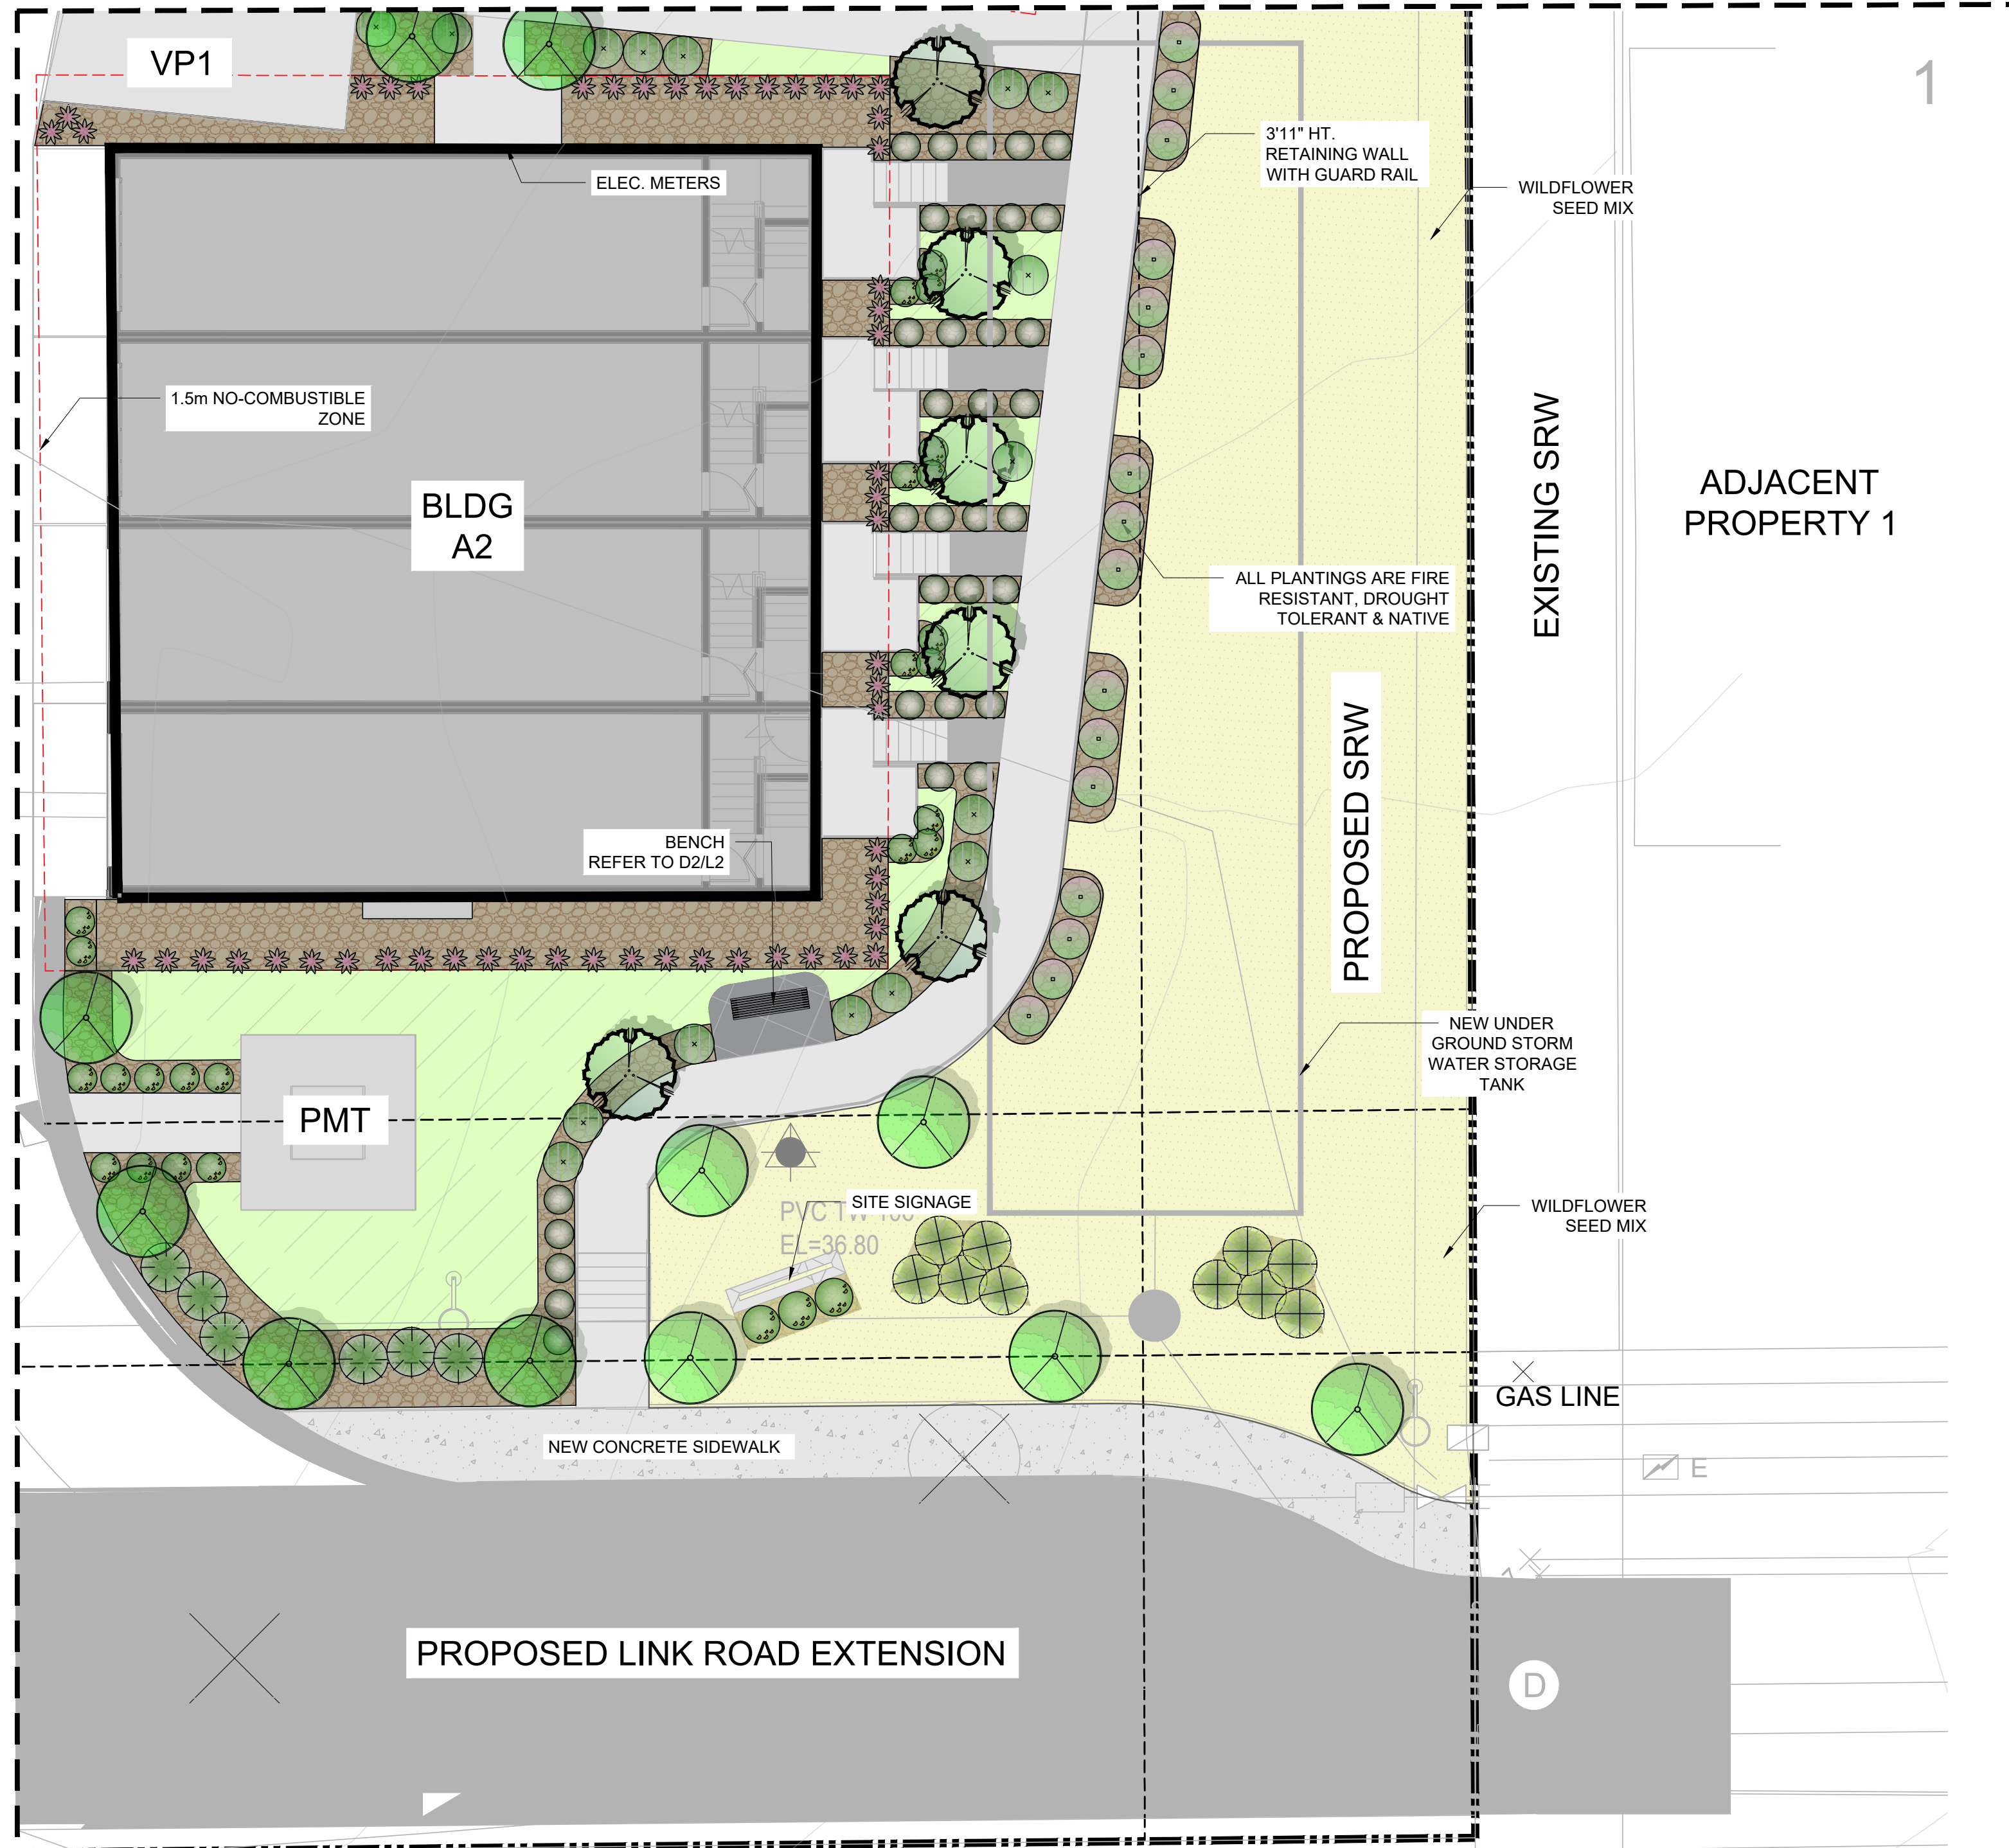 VP1
1
3'11" HT.
RETAINING WALL
WITH GUARD RAIL
ELEC. METERS
WILDFLOWER
SEED MIX
1.5m NO-COMBUSTIBLE
ZONE
BLDG
A2
EXISTING SRW
ADJACENT
PROPERTY 1
ALL PLANTINGS ARE FIRE
RESISTANT, DROUGHT
TOLERANT & NATIVE
PROPOSED SRW
BENCH
REFER TO D2/L2
NEW UNDER
GROUND STORM
WATER STORAGE
TANK
PMT
SITE SIGNAGE
PVC TW 100
EL=36.80
WILDFLOWER
SEED MIX
GAS LINE
NEW CONCRETE SIDEWALK
E
PROPOSED LINK ROAD EXTENSION
D